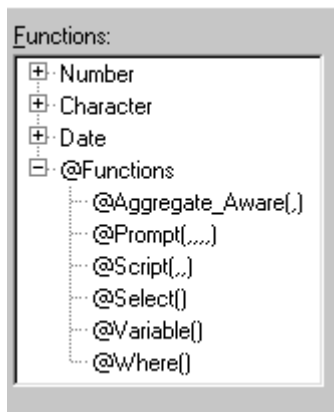 Functions:
Number
Character
Date
@Functions
@Aggregate_Aware(,)
@Prompt(,,,,)
@Script(,,)
@Select()
@Variable()
@Where()